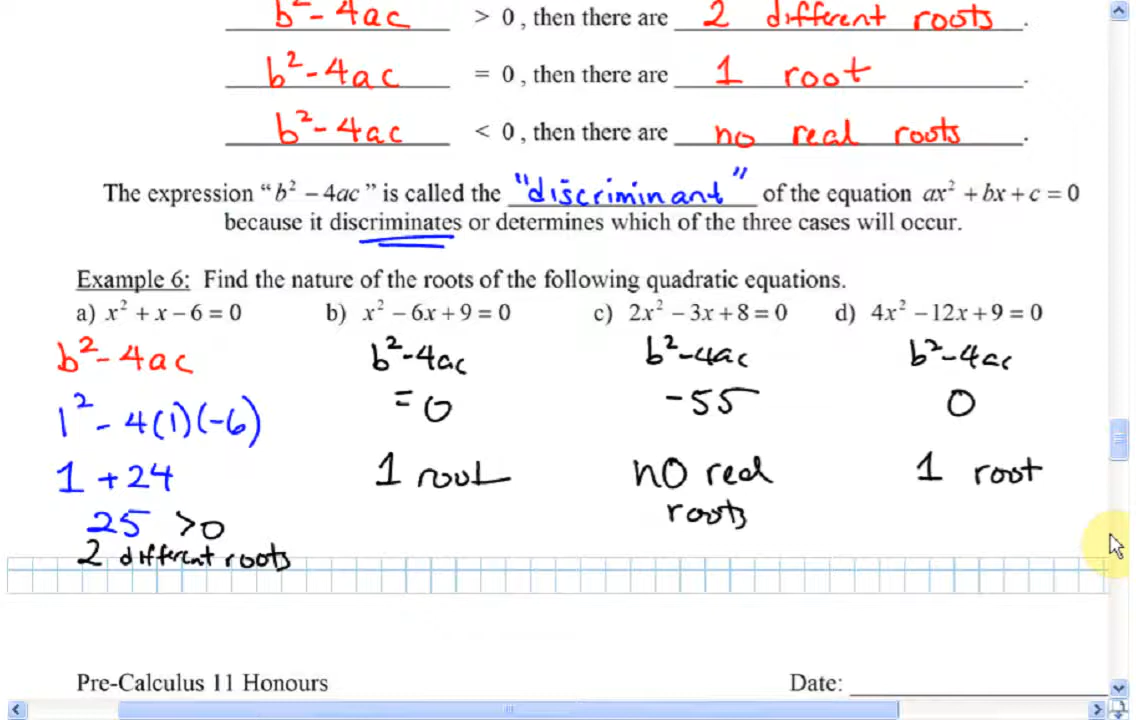 b² - 4ac > 0 , then there are 2 different roots .
b² - 4ac = 0 , then there are 1 root
b² - 4ac < 0 , then there are no real roots .
The expression “ b² − 4ac ” is called the "discriminant" of the equation ax² + bx + c = 0
because it discriminates or determines which of the three cases will occur.
Example 6: Find the nature of the roots of the following quadratic equations.
a) x² + x − 6 = 0 b) x² − 6x + 9 = 0 c) 2x² − 3x + 8 = 0 d) 4x² − 12x + 9 = 0
b² - 4ac b² - 4ac b² - 4ac b² - 4ac
1² - 4(1)(-6) = 0 -55 0
1 + 24 1 root no real 1 root
25 >0 roots
2 different roots
Pre-Calculus 11 Honours Date: